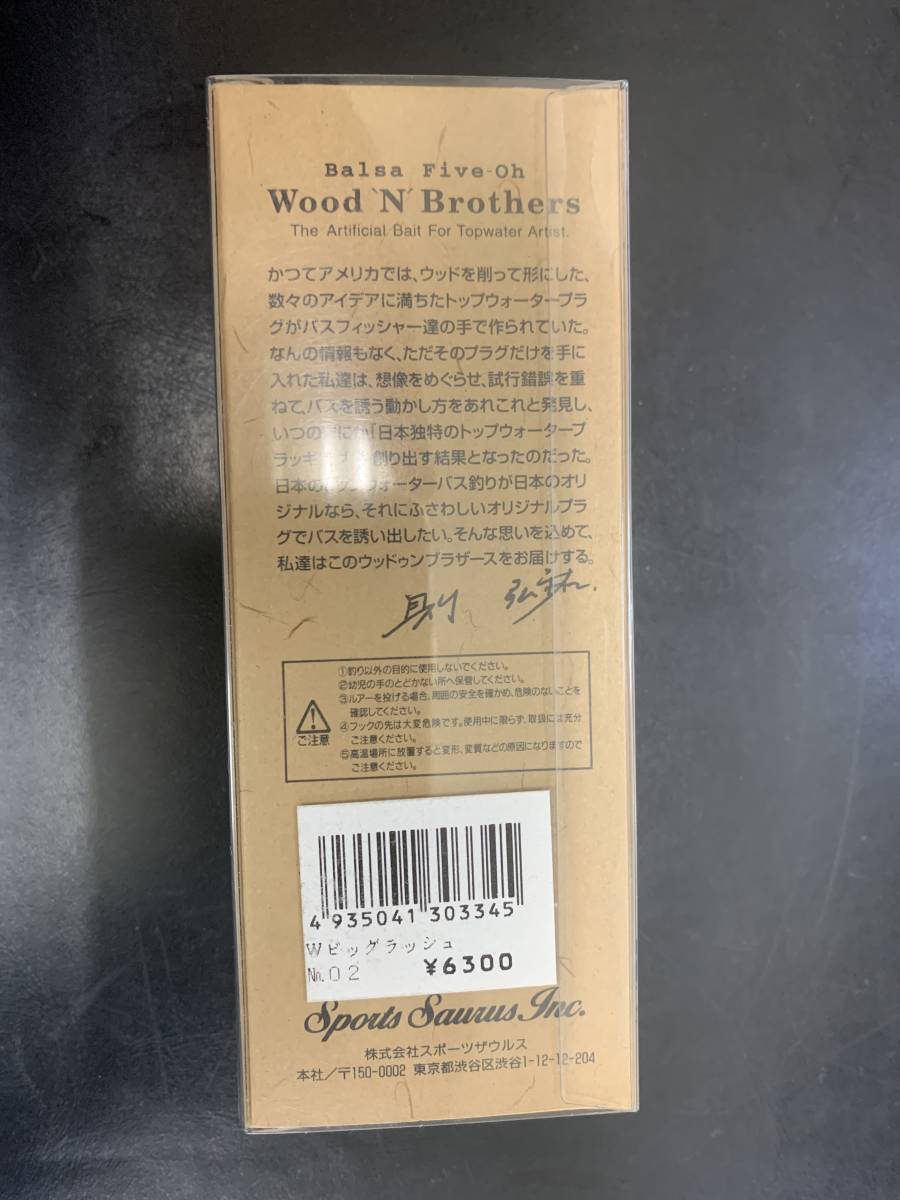 Balsa Five-Oh
Wood 'N' Brothers
The Artificial Bait For Topwater Artist.
かつてアメリカでは、ウッドを削って形にした、
数々のアイデアに満ちたトップウォータープラ
グがバスフィッシャー達の手で作られていた。
なんの情報もなく、ただそのプラグだけを手に
入れた私達は、想像をめぐらせ、試行錯誤を重
ねて、バスを誘う動かし方をあれこれと発見し、
いつの か「日本独特のトップウォータープ
ラッキ 創り出す結果となったのだった。
日本の ップウォーターバス釣りが日本のオリ
ジナルなら、それにふさわしいオリジナルプラ
グでバスを誘い出したい。そんな思いを込めて、
私達はこのウッドゥンブラザースをお届けする。
則
ご注意
①釣り以外の目的に使用しないでください。
②幼児の手のとどかない所へ保管してください。
③ルアーを投げる場合、周囲の安全を確かめ、危険のないことを
確認してください。
④フックの先は大変危険です。使用中に限らず、取扱には充分
ご注意ください。
⑤高温場所に放置すると変形、変質などの原因になりますので
ご注意ください。
4 935041 303345
Wビッグラッシュ
№02 ¥6300
Sports Saurus Inc.
株式会社スポーツザウルス
本社/〒150-0002 東京都渋谷区渋谷1-12-12-204